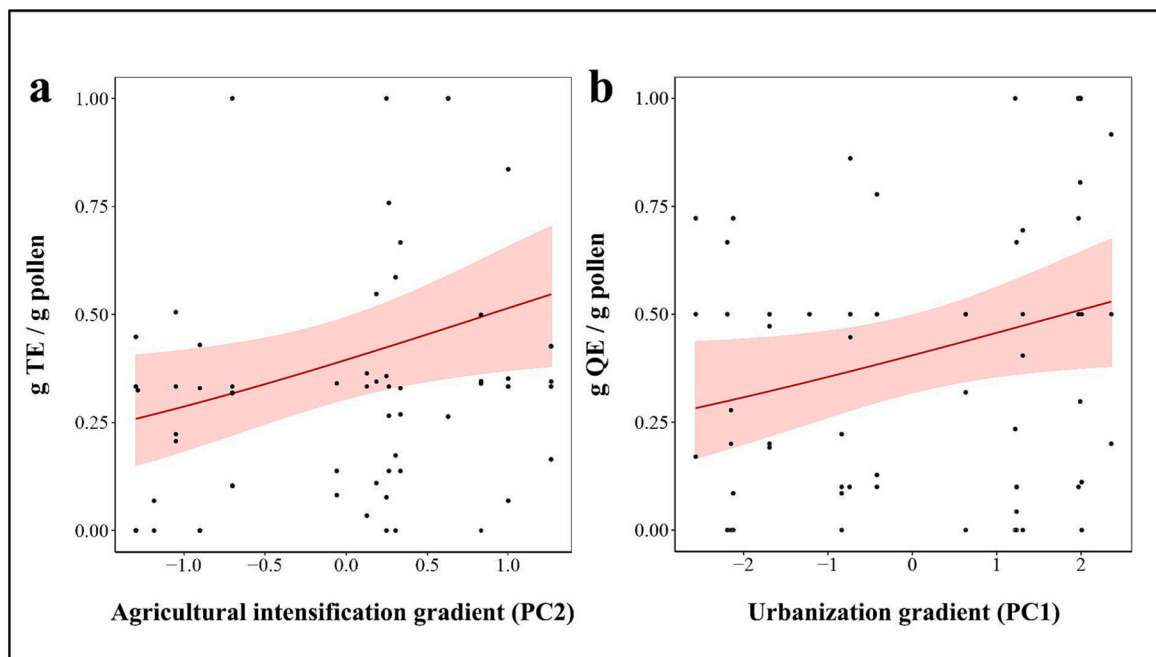 a
g TE / g pollen
1.00
0.75
0.50
0.25
0.00
−1.0 −0.5 0.0 0.5 1.0
Agricultural intensification gradient (PC2)
b
g QE / g pollen
1.00
0.75
0.50
0.25
0.00
−2 −1 0 1 2
Urbanization gradient (PC1)